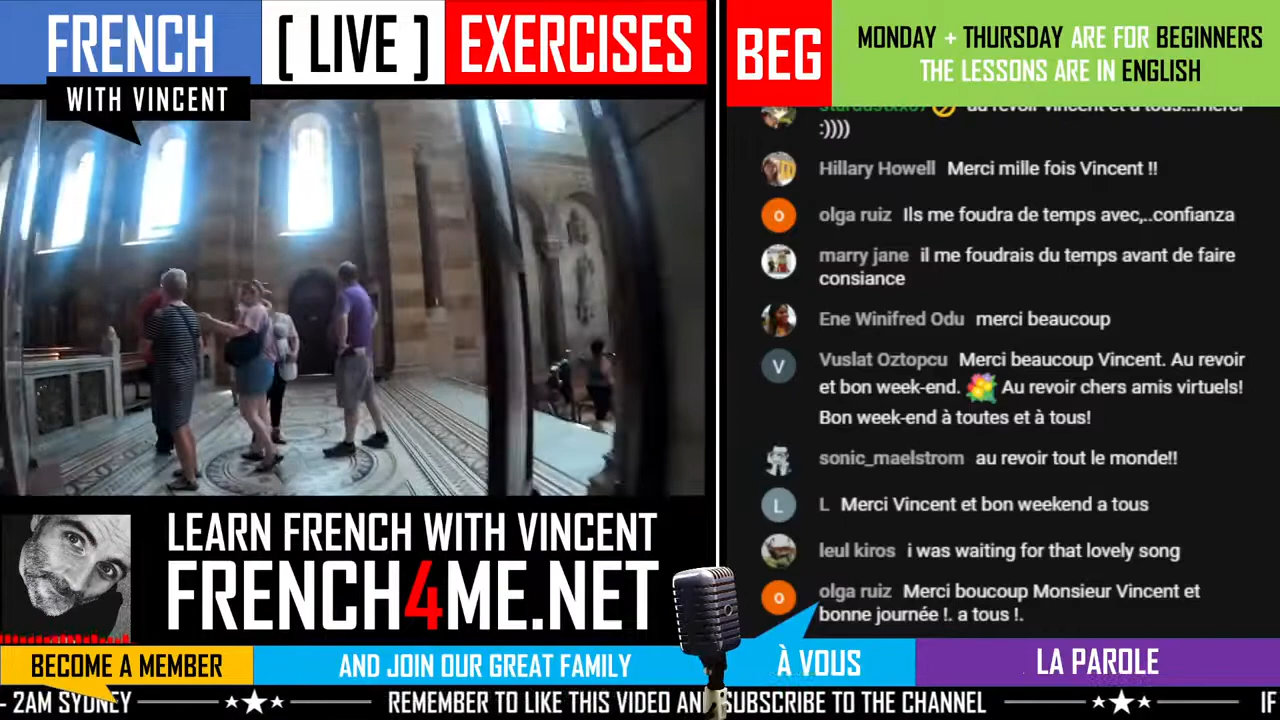 FRENCH
[ LIVE ]
EXERCISES
WITH VINCENT
BEG
MONDAY + THURSDAY ARE FOR BEGINNERS
THE LESSONS ARE IN ENGLISH
au revoir Vincent et a tous...merci
:))))
Hillary Howell Merci mille fois Vincent !!
olga ruiz Ils me foudra de temps avec,..confianza
marry jane il me foudrais du temps avant de faire
consiance
Ene Winifred Odu merci beaucoup
Vuslat Oztopcu Merci beaucoup Vincent. Au revoir
et bon week-end. Au revoir chers amis virtuels!
Bon week-end à toutes et à tous!
sonic_maelstrom au revoir tout le monde!!
L Merci Vincent et bon weekend a tous
leul kiros i was waiting for that lovely song
olga ruiz Merci boucoup Monsieur Vincent et
bonne journée !. a tous !.
V
L
o
o
LEARN FRENCH WITH VINCENT
FRENCH4ME.NET
BECOME A MEMBER
AND JOIN OUR GREAT FAMILY
À VOUS
LA PAROLE
- 2AM SYDNEY
REMEMBER TO LIKE THIS VIDEO AND SUBSCRIBE TO THE CHANNEL
IF